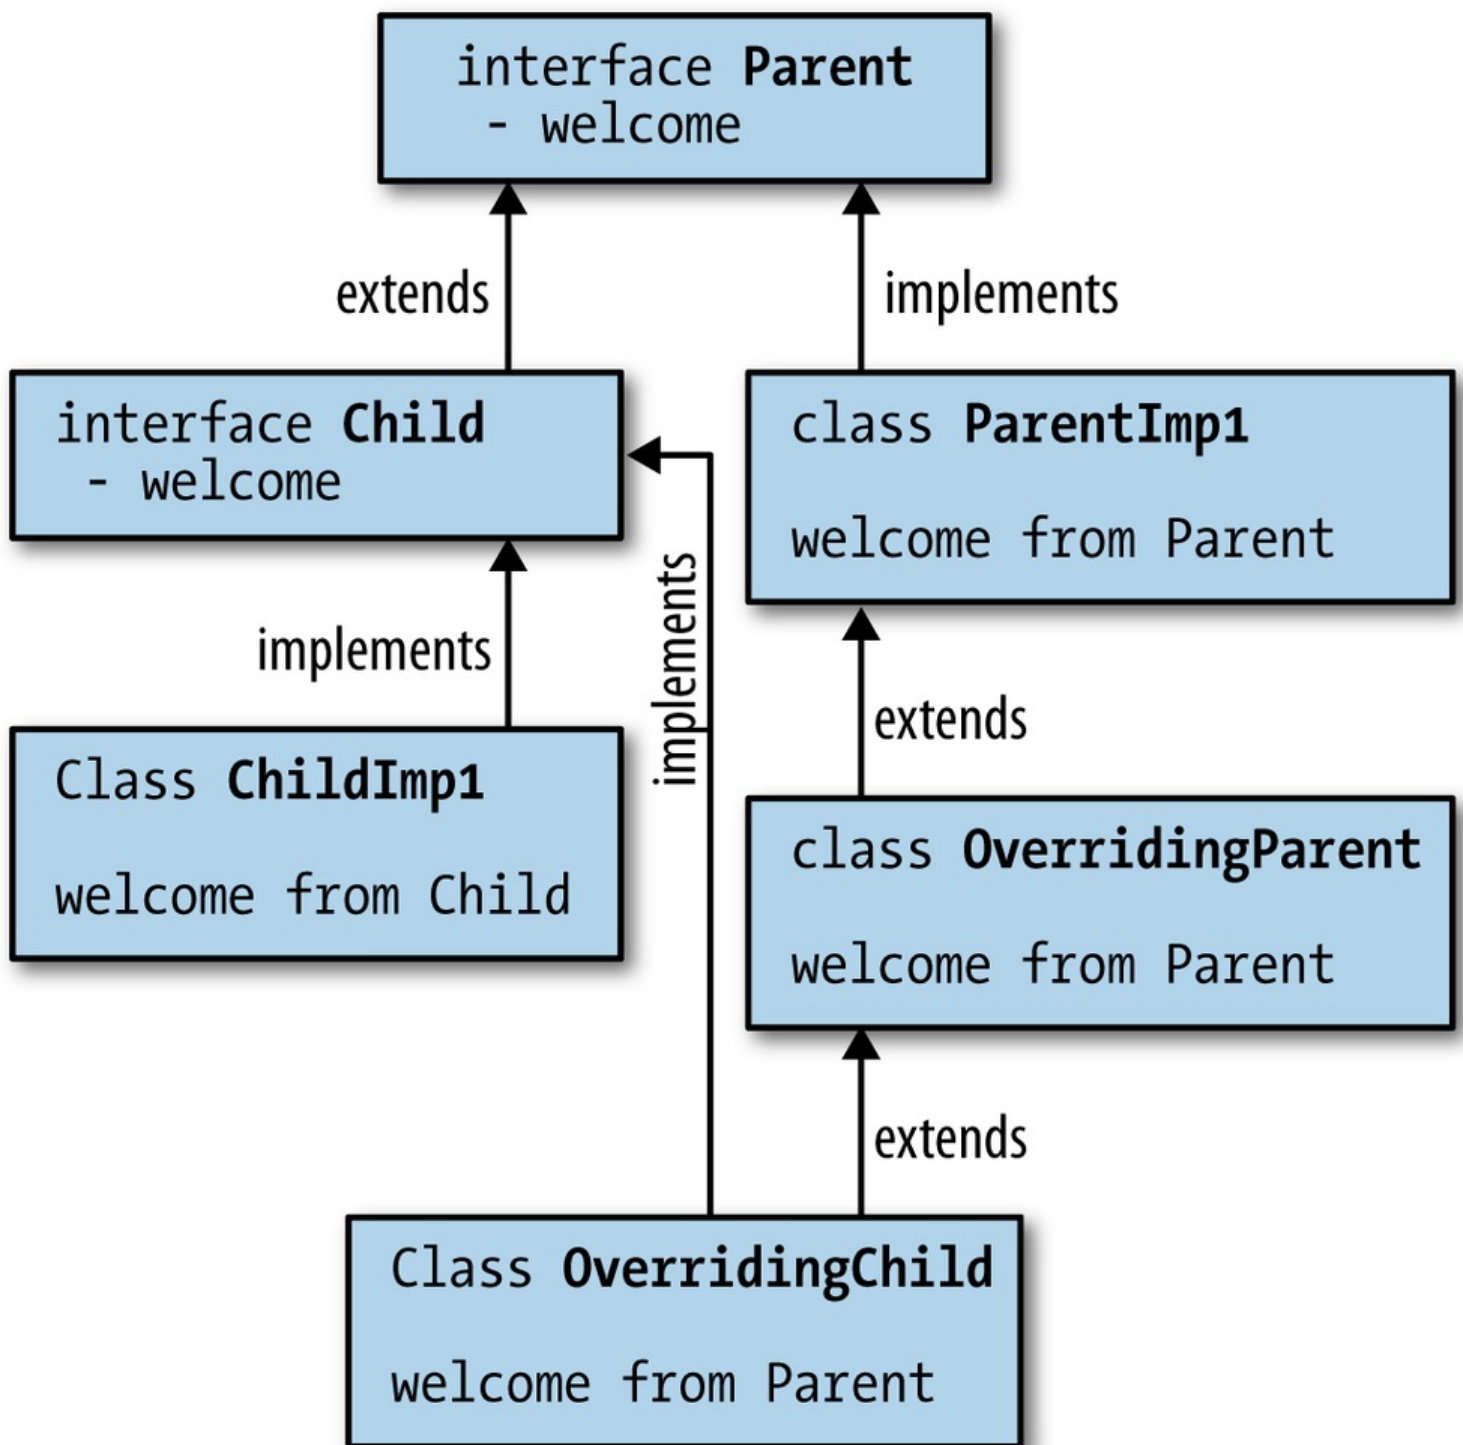 interface Parent
- welcome
extends
implements
interface Child
- welcome
class ParentImp1
welcome from Parent
implements
implements
extends
Class ChildImp1
welcome from Child
class OverridingParent
welcome from Parent
extends
Class OverridingChild
welcome from Parent